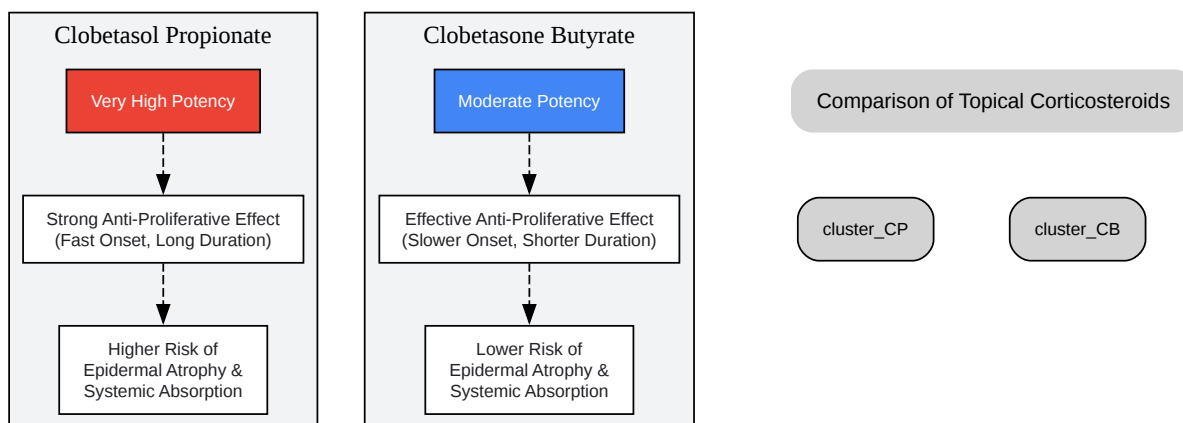 Clobetasol Propionate
Very High Potency
Strong Anti-Proliferative Effect
(Fast Onset, Long Duration)
Higher Risk of
Epidermal Atrophy &
Systemic Absorption
Clobetasone Butyrate
Moderate Potency
Effective Anti-Proliferative Effect
(Slower Onset, Shorter Duration)
Lower Risk of
Epidermal Atrophy &
Systemic Absorption
Comparison of Topical Corticosteroids
cluster_CP
cluster_CB